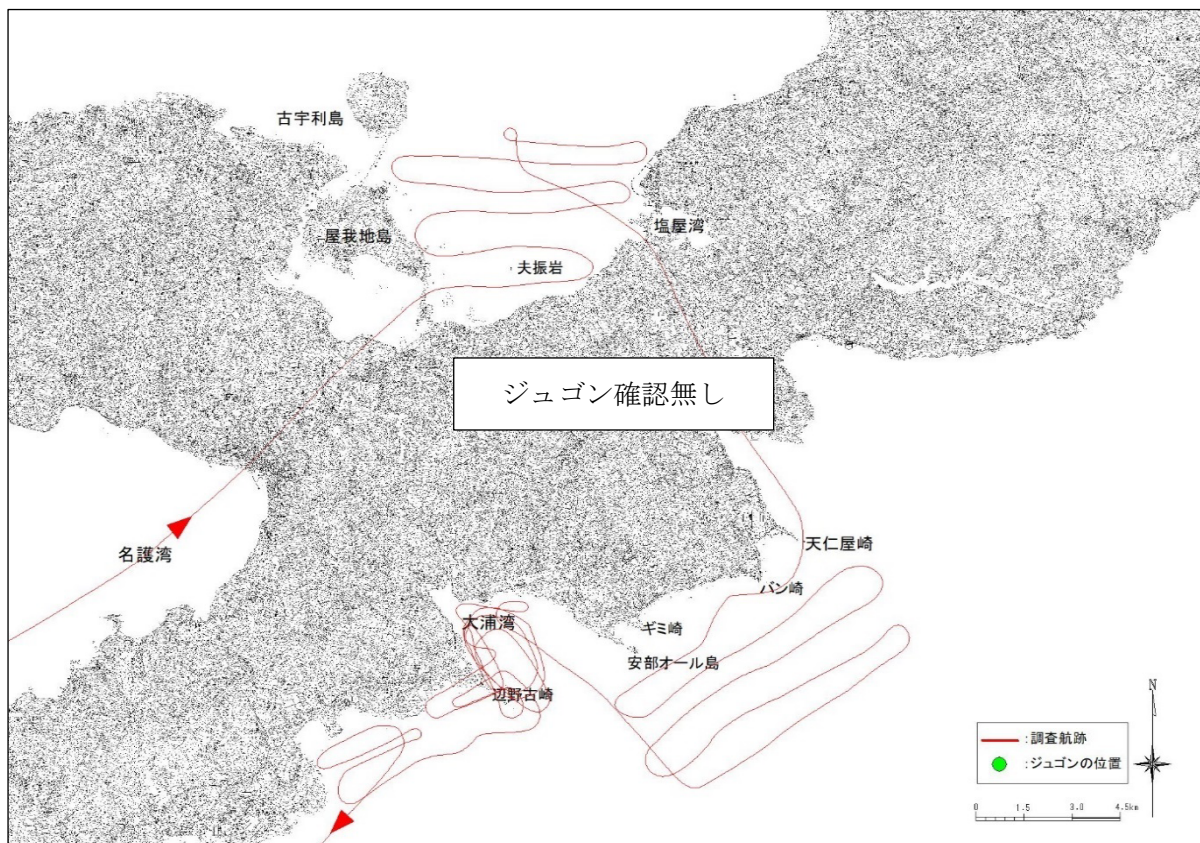 古宇利島
屋我地島
塩屋湾
夫振岩
ジュゴン確認無し
名護湾
天仁屋崎
バン崎
大浦湾
ギミ崎
安部オール島
辺野古崎
N
:調査航跡
:ジュゴンの位置
0 1.5 3.0 4.5km